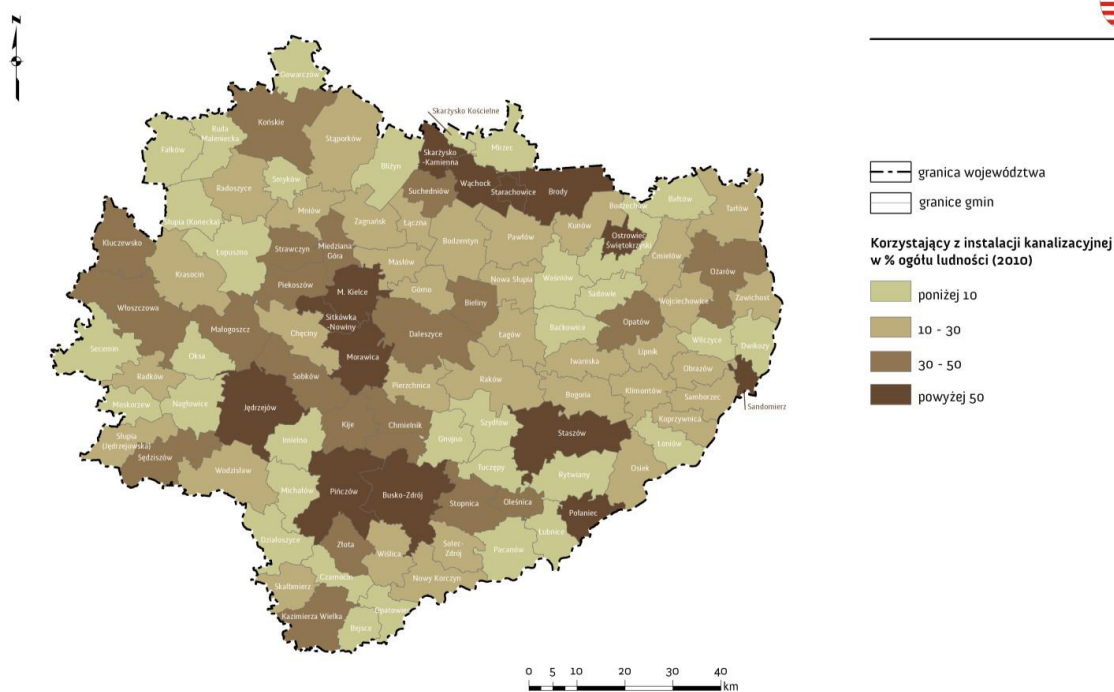 N
Gowarczów
Skarżysko Kościelne
Końskie
Ruda
Maleniecka
Stąporków
Fałków
Skarżysko
-Kamienna
Mirzec
Bliżyn
Smyków
Radoszyce
Suchedniów
Wąchock
Starachowice
Brody
Bałtów
Tarłów
Bodzechów
Słupia (Konecka)
Mniów
Zagnańsk
Łączna
Kunów
Ostrowiec
Świętokrzyski
Kluczewsko
Łopuszno
Strawczyn
Miedziana
Góra
Bodzentyn
Pawłów
Ćmielów
Masłów
Ożarów
Krasocin
Piekoszów
M. Kielce
Górno
Nowa Słupia
Waśniów
Sadowie
Wojciechowice
Zawichost
Włoszczowa
Bieliny
Sitkówka
-Nowiny
Małogoszcz
Chęciny
Daleszyce
Łagów
Baćkowice
Opatów
Wilczyce
Dwikozy
Secemin
Oksa
Morawica
Iwaniska
Lipnik
Obrazów
Radków
Sobków
Pierzchnica
Raków
Klimontów
Samborzec
Moskorzew
Nagłowice
Jędrzejów
Bogoria
Sandomierz
Koprzywnica
Słupia
(Jędrzejowska)
Imielno
Kije
Chmielnik
Gnojno
Szydłów
Staszów
Łoniów
Sędziszów
Wodzisław
Tuczępy
Rytwiany
Osiek
Michałów
Pińczów
Busko-Zdrój
Stopnica
Oleśnica
Połaniec
Działoszyce
Złota
Wiślica
Solec-
Zdrój
Pacanów
Łubnice
Czarnocin
Skalbmierz
Nowy Korczyn
Kazimierza Wielka
Opatowiec
Bejsce
granica województwa
granice gmin
Korzystający z instalacji kanalizacyjnej
w % ogółu ludności (2010)
poniżej 10
10 - 30
30 - 50
powyżej 50
0 5 10 20 30 40
km